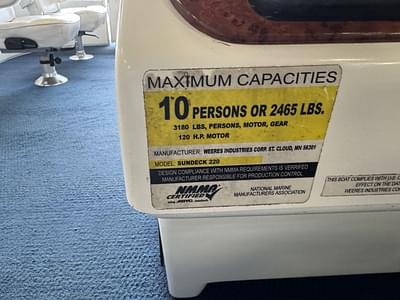 MAXIMUM CAPACITIES
10 PERSONS OR 2465 LBS.
3180 LBS, PERSONS, MOTOR, GEAR
120 H.P. MOTOR
MANUFACTURER: WEERES INDUSTRIES CORP. ST. CLOUD, MN 56301
MODEL: SUNDECK 220
DESIGN COMPLIANCE WITH NMMA REQUIREMENTS IS VERIFIED
MANUFACTURER RESPONSIBLE FOR PRODUCTION CONTROL
NMMA
CERTIFIED
NATIONAL MARINE
MANUFACTURERS ASSOCIATION
THIS BOAT COMPLIES WITH U.S.
EFFECT ON THE DATE
WEERES INDUSTRIES